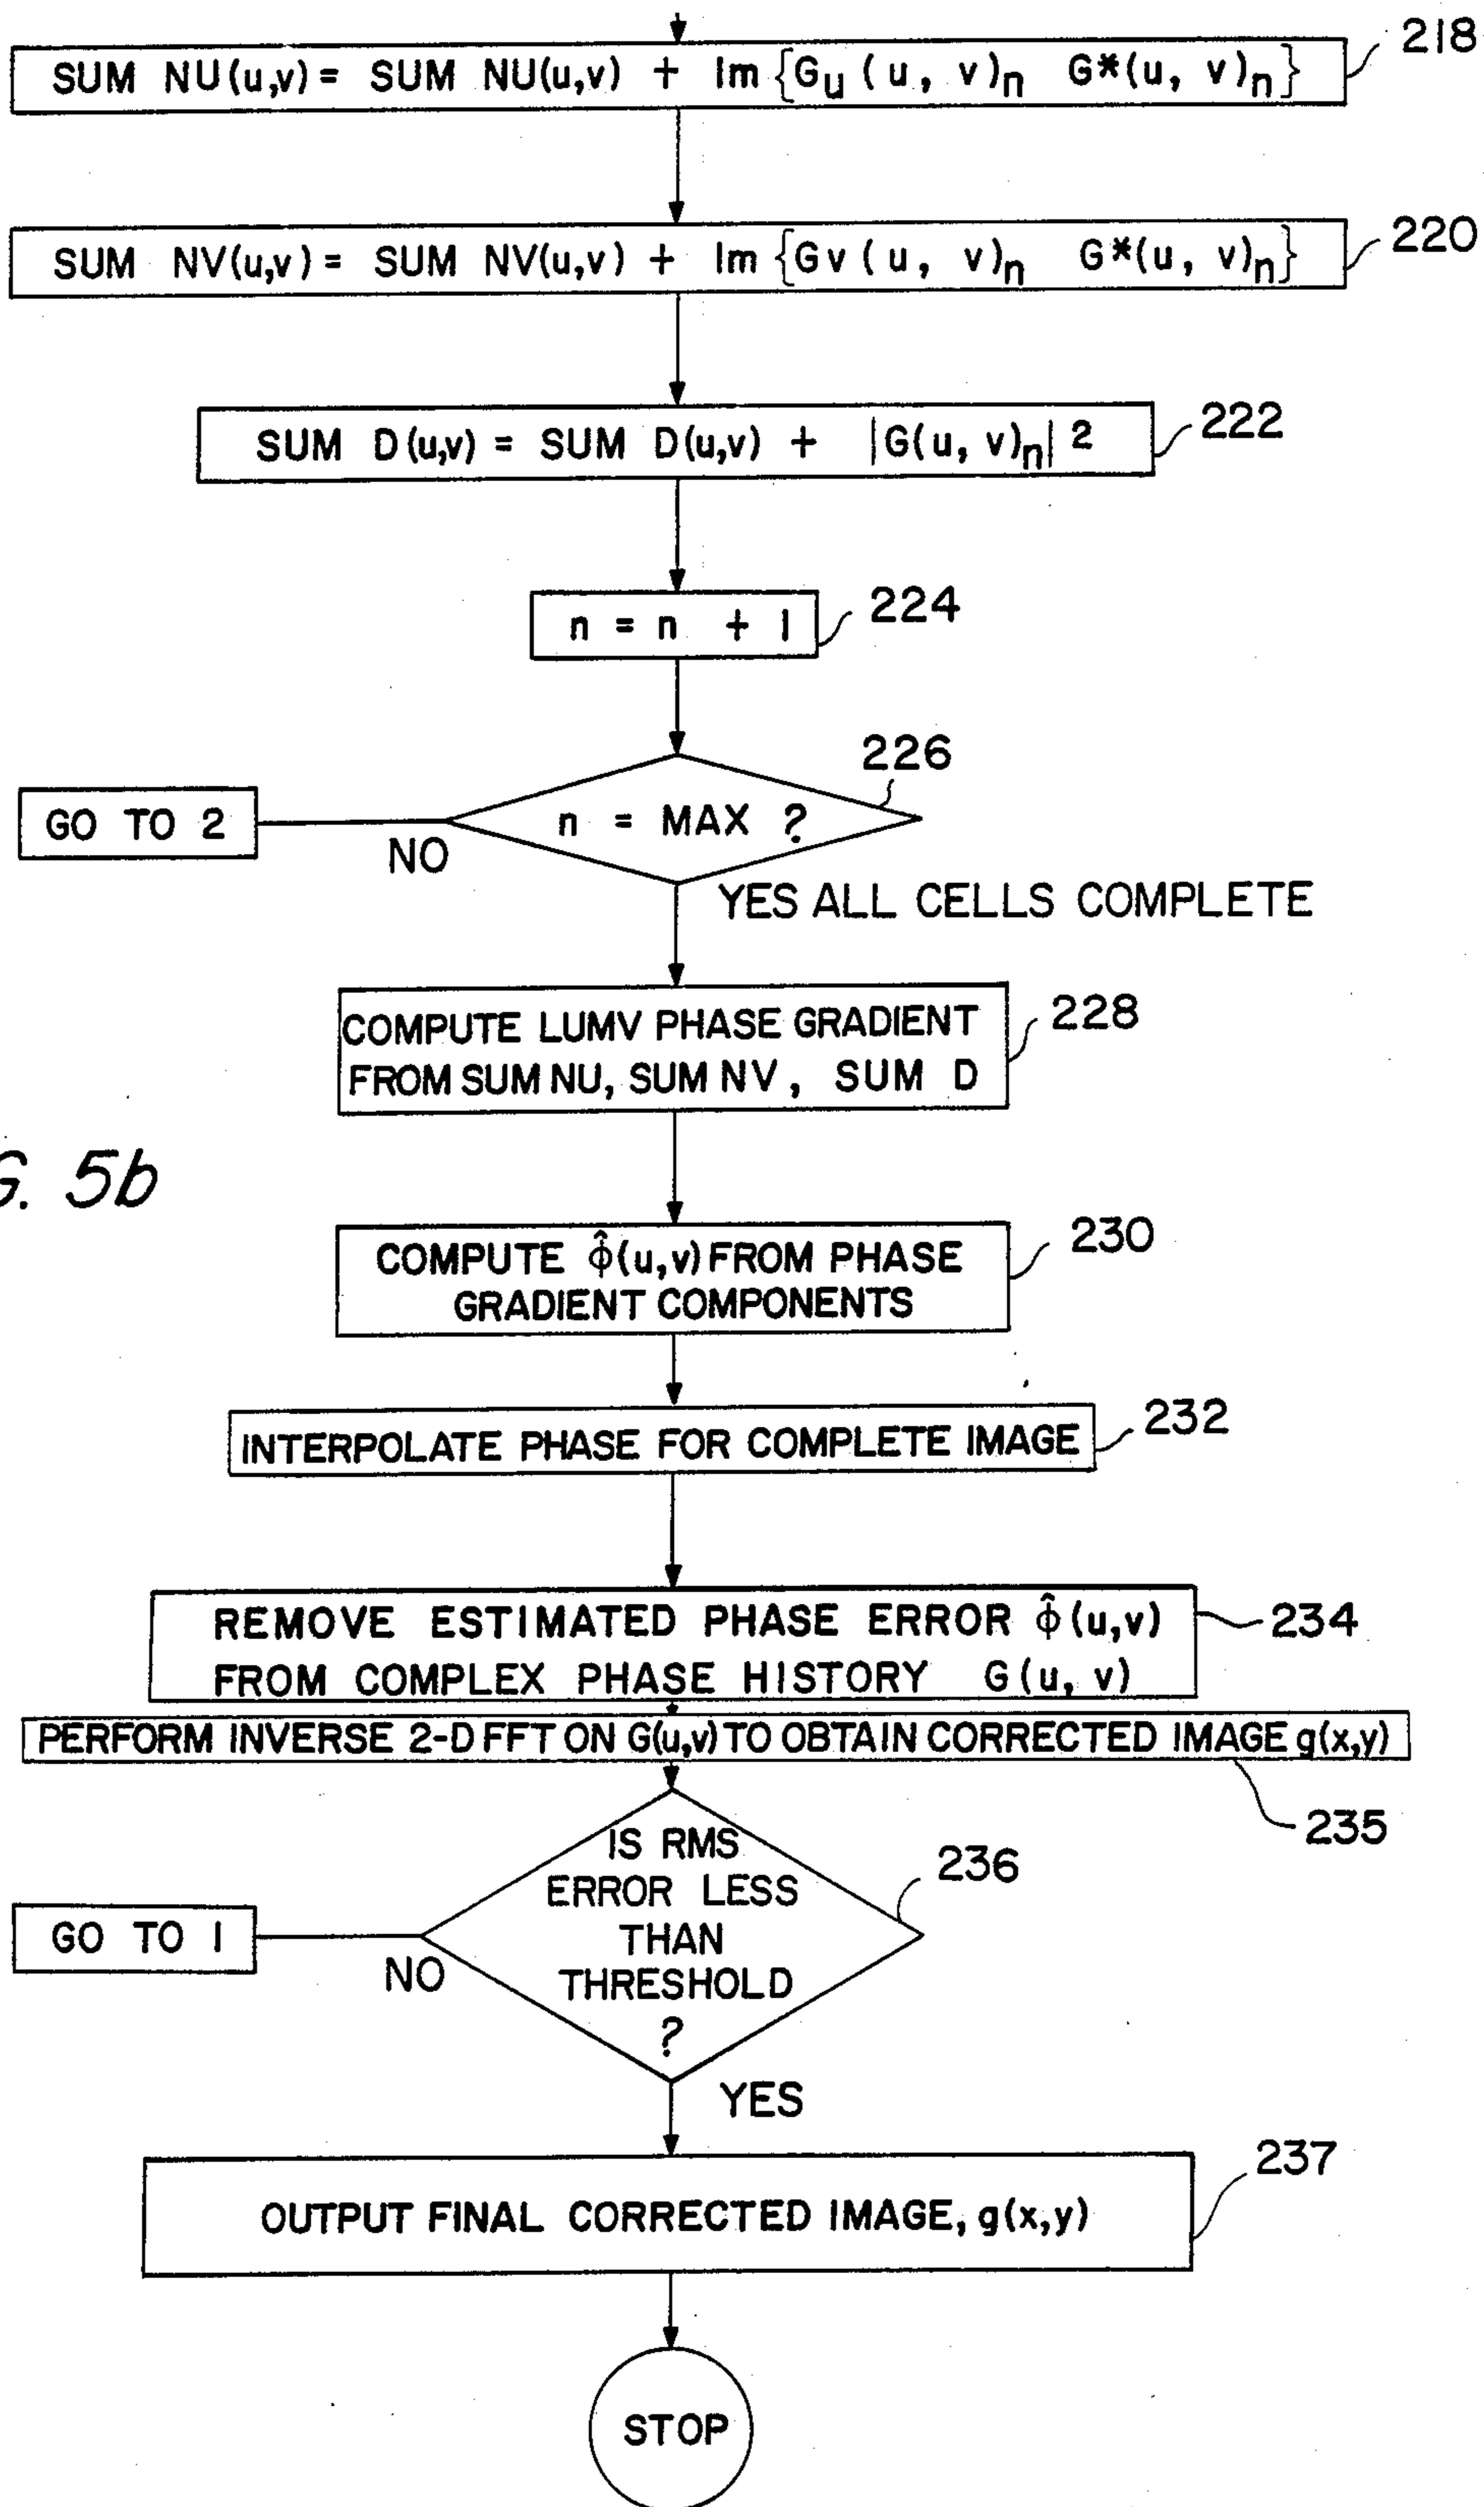 218
SUM NU(u,v) = SUM NU(u,v) + Im {Gu (u, v)n G*(u, v)n}
220
SUM NV(u,v) = SUM NV(u,v) + Im {Gv (u, v)n G*(u, v)n}
222
SUM D(u,v) = SUM D(u,v) + |G(u, v)n| 2
224
n = n + 1
226
n = MAX ?
GO TO 2
NO
YES ALL CELLS COMPLETE
228
COMPUTE LUMV PHASE GRADIENT
FROM SUM NU, SUM NV, SUM D
G. 5b
230
COMPUTE Φ̂(u,v) FROM PHASE
GRADIENT COMPONENTS
232
INTERPOLATE PHASE FOR COMPLETE IMAGE
234
REMOVE ESTIMATED PHASE ERROR Φ̂(u,v)
FROM COMPLEX PHASE HISTORY G(u, v)
PERFORM INVERSE 2-D FFT ON G(u,v) TO OBTAIN CORRECTED IMAGE g(x,y)
235
236
IS RMS
ERROR LESS
THAN
THRESHOLD
?
GO TO 1
NO
YES
237
OUTPUT FINAL CORRECTED IMAGE, g(x,y)
STOP